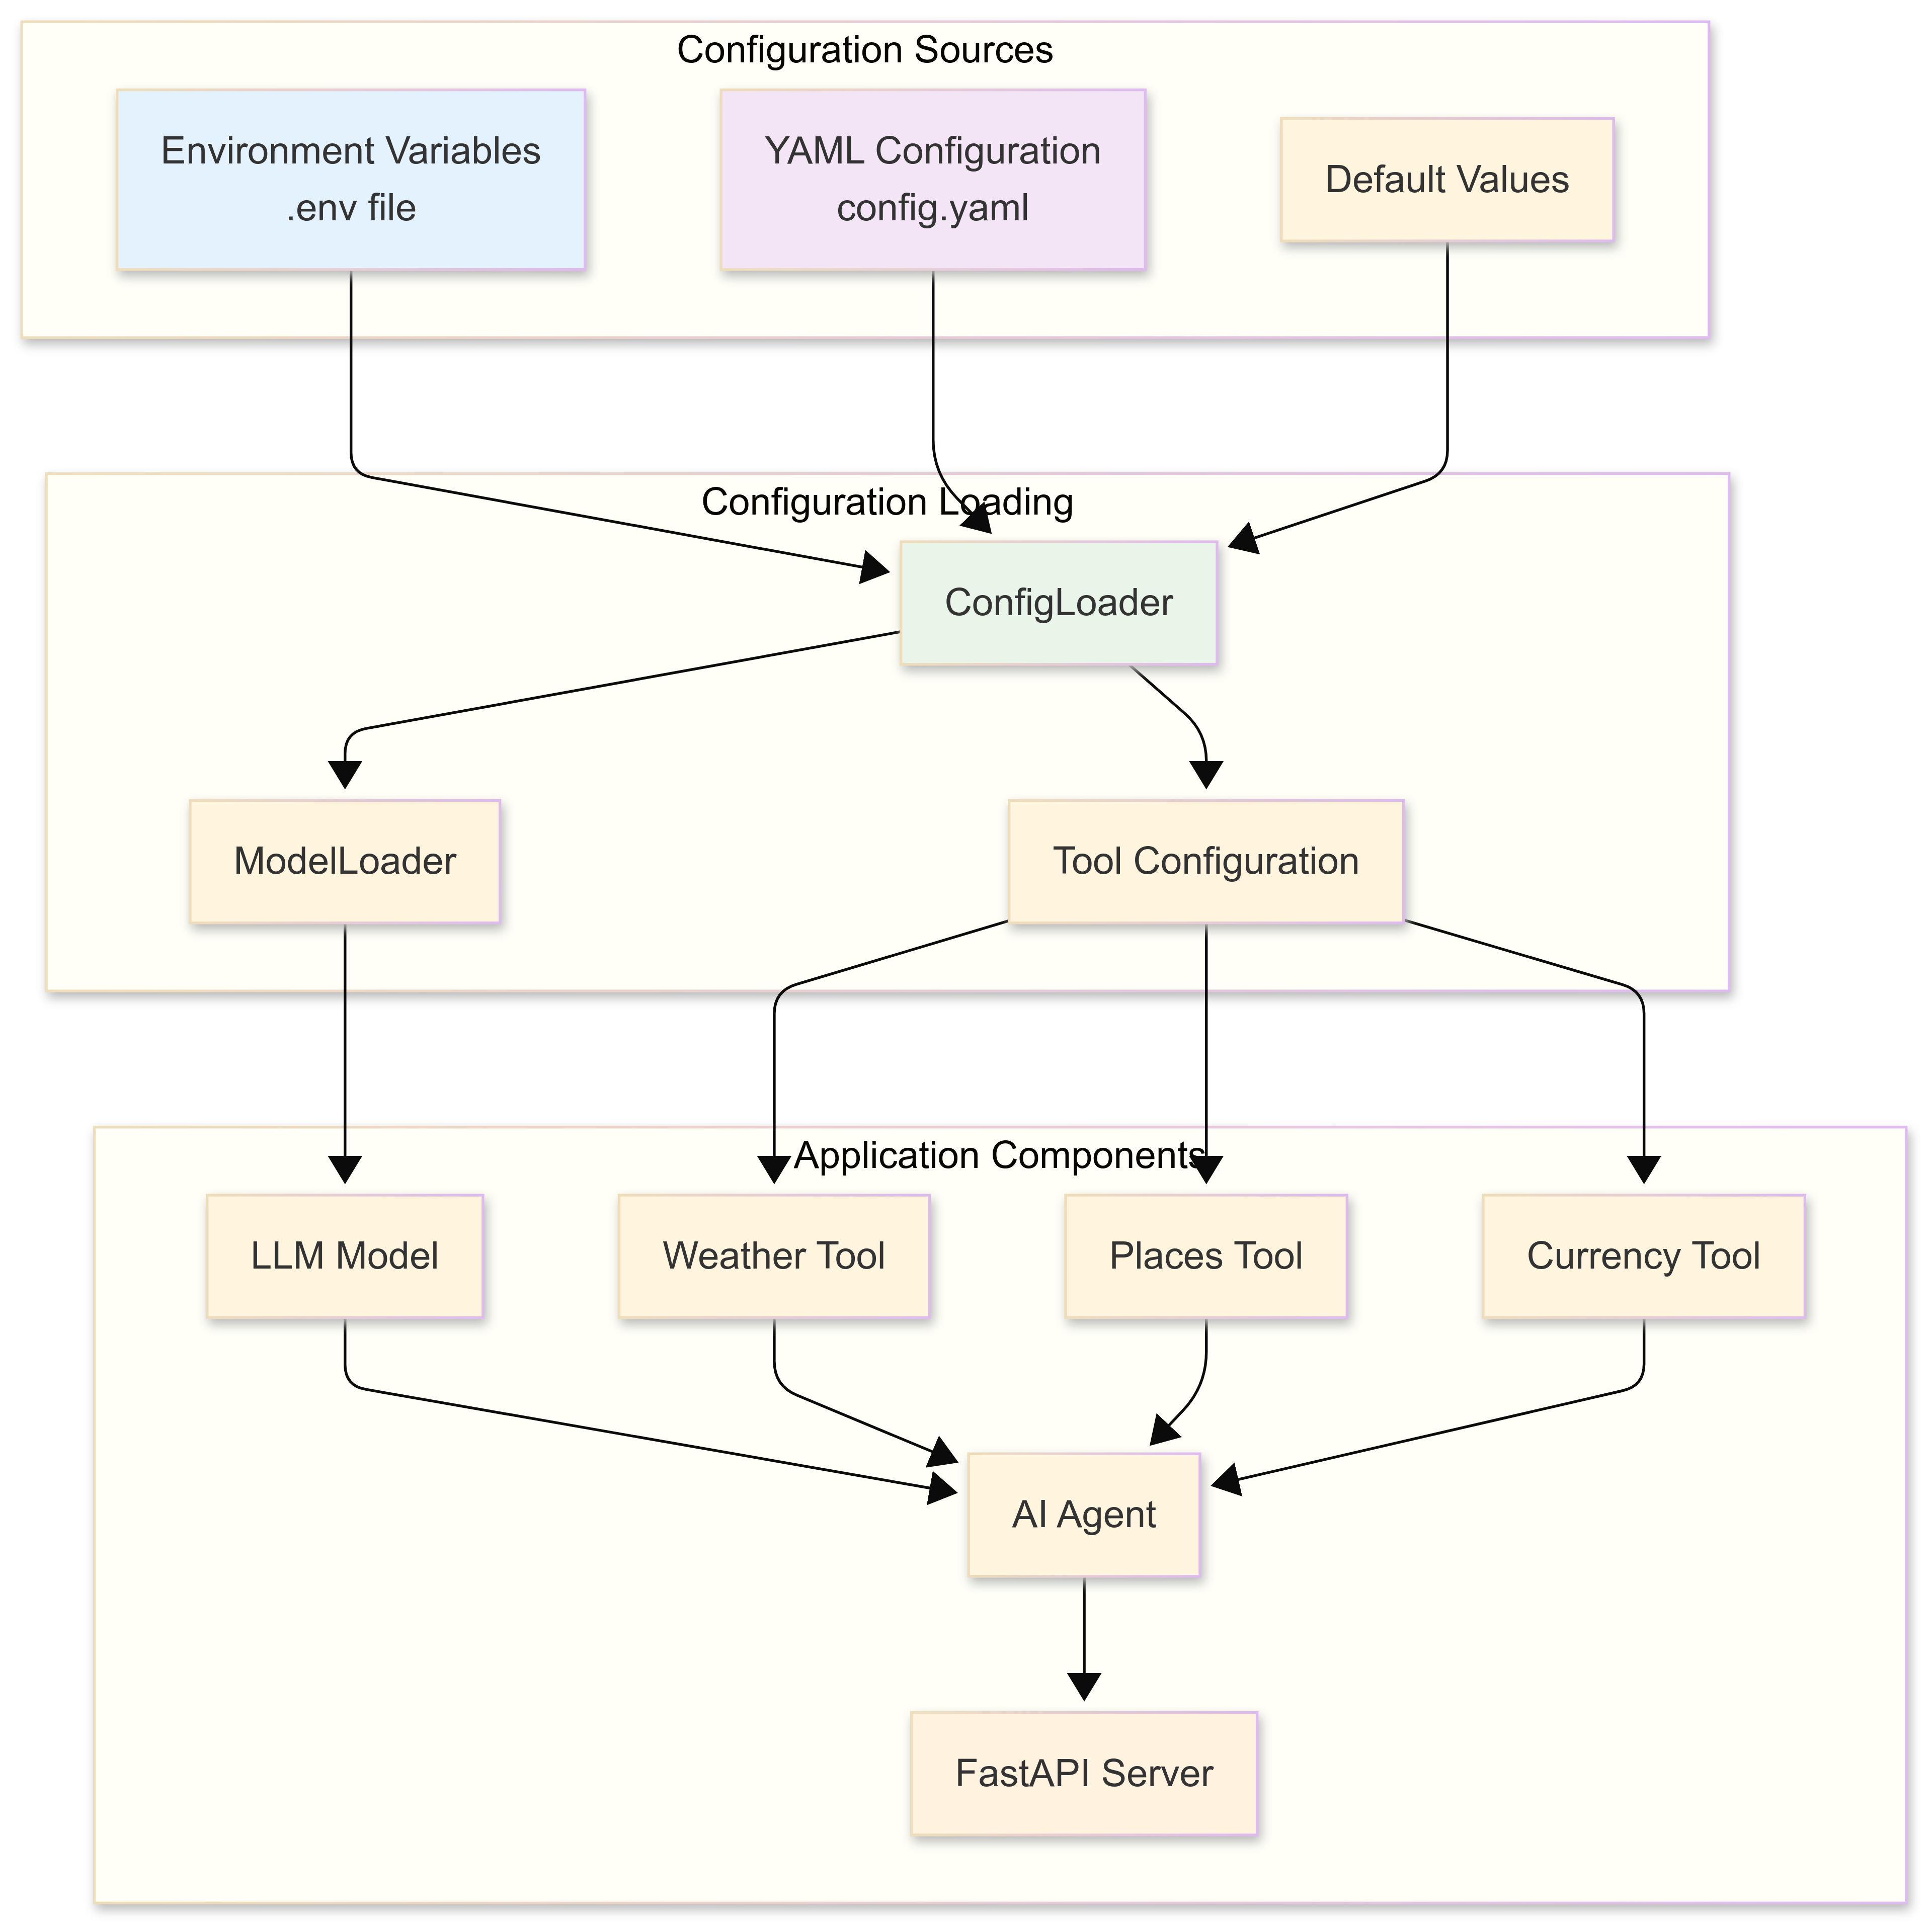 Configuration Sources
Environment Variables
.env file
YAML Configuration
config.yaml
Default Values
Configuration Loading
ConfigLoader
ModelLoader
Tool Configuration
Application Components
LLM Model
Weather Tool
Places Tool
Currency Tool
AI Agent
FastAPI Server